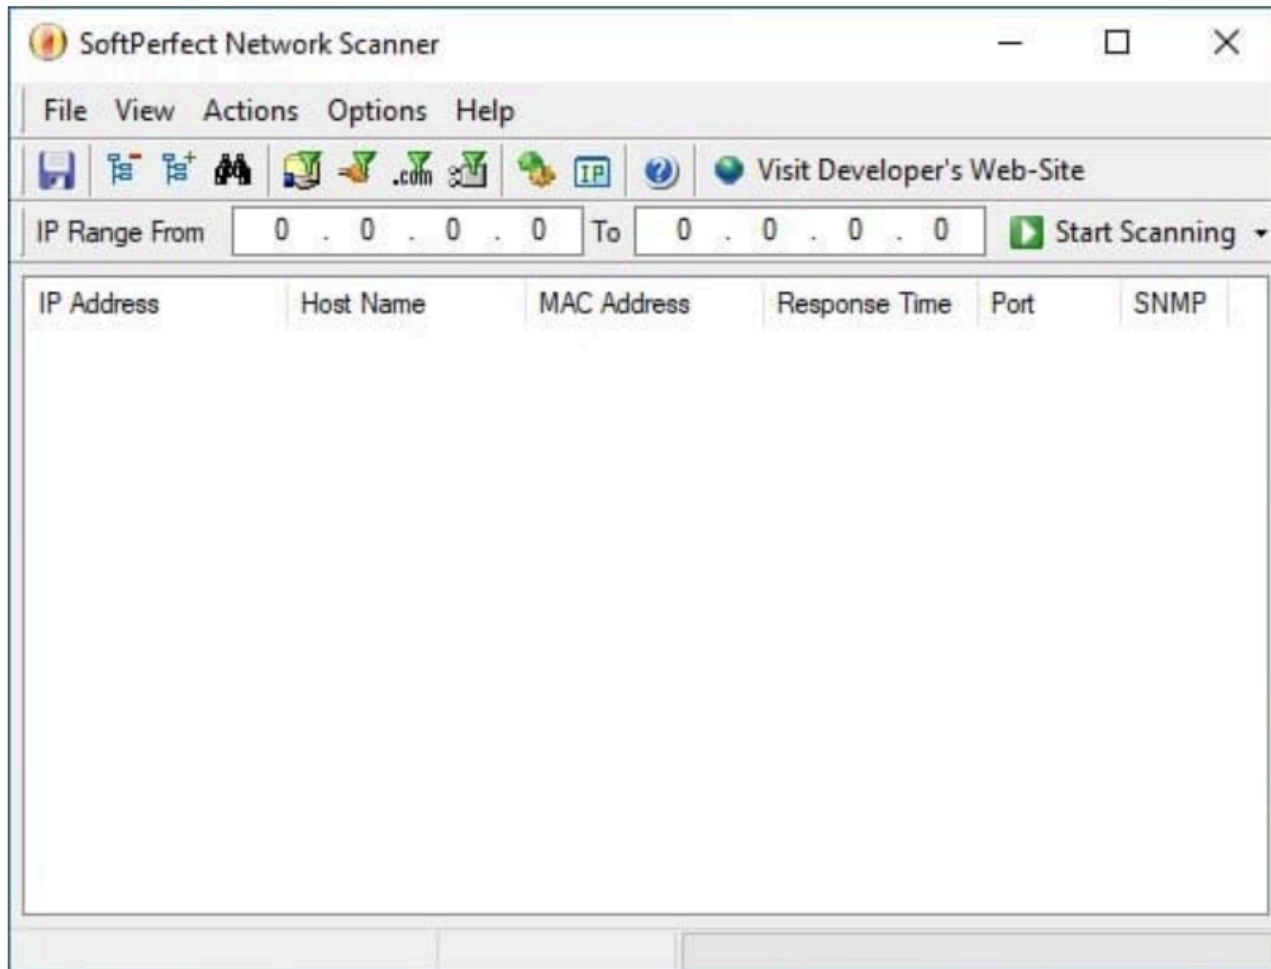 SoftPerfect Network Scanner
File View Actions Options Help
.com IP ? Visit Developer's Web-Site
IP Range From 0 . 0 . 0 . 0 To 0 . 0 . 0 . 0 Start Scanning
IP Address Host Name MAC Address Response Time Port SNMP